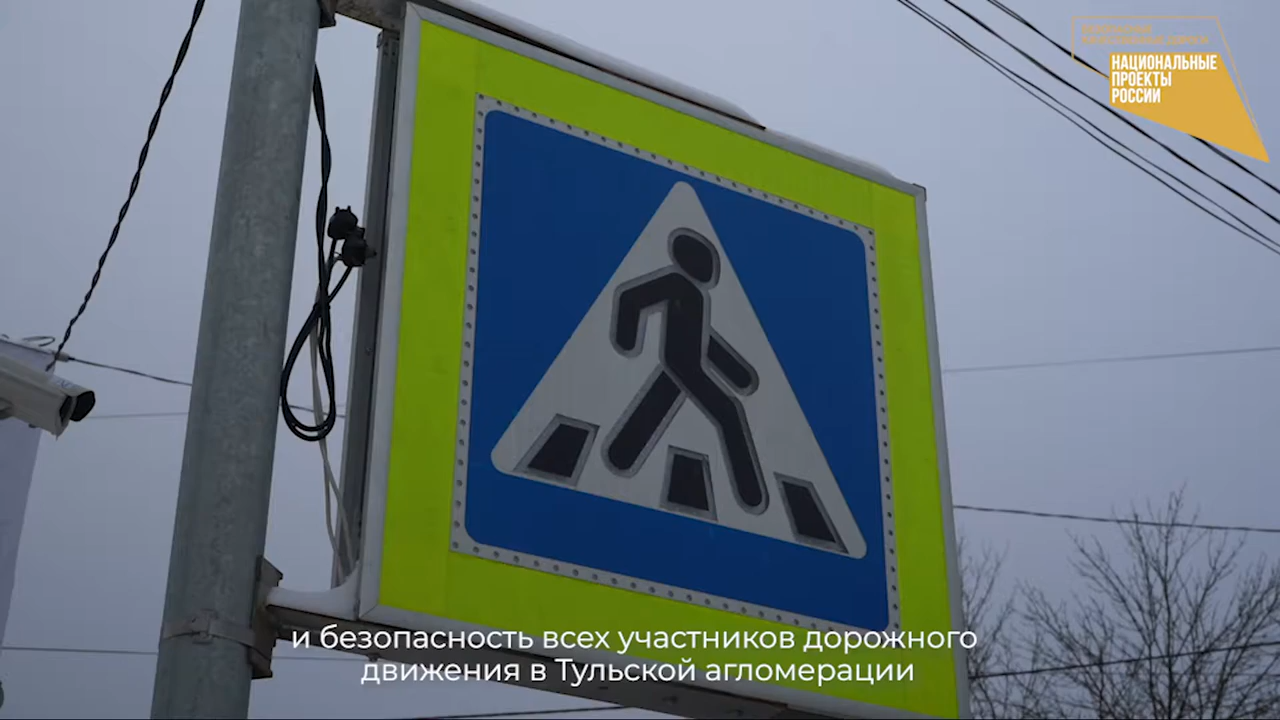 НАЦИОНАЛЬНЫЕ
ПРОЕКТЫ
РОССИИ
и безопасность всех участников дорожного
движения в Тульской агломерации